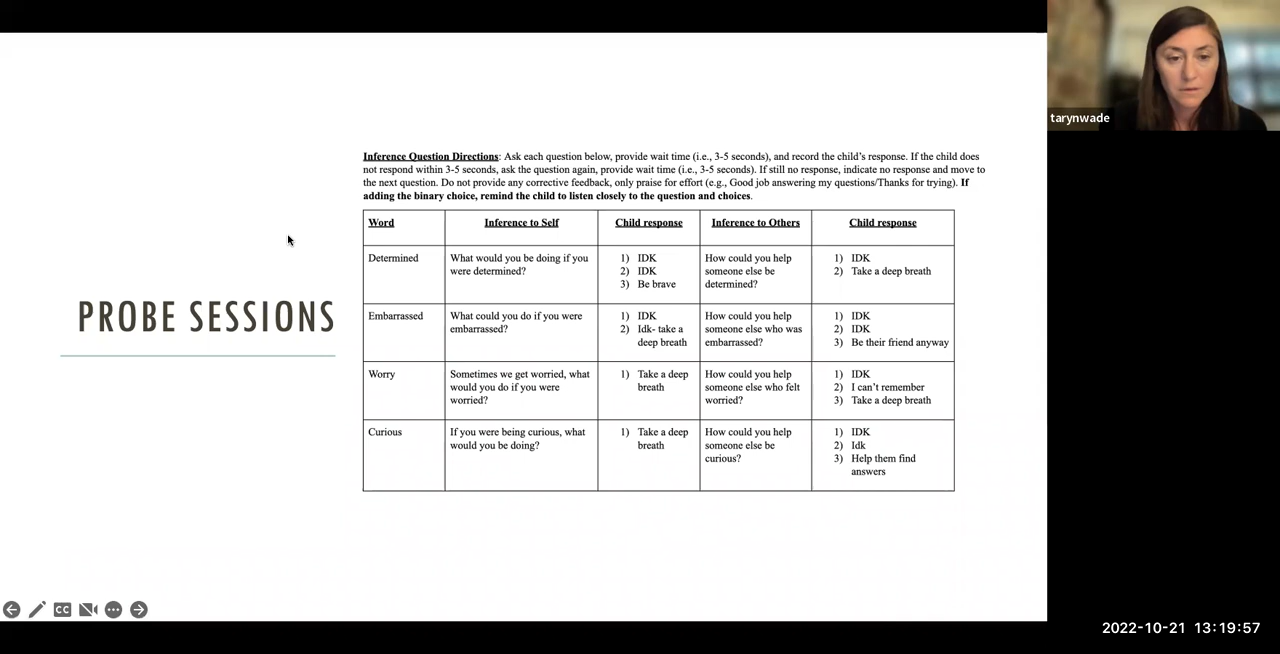 tarynwade
Inference Question Directions: Ask each question below, provide wait time (i.e., 3-5 seconds), and record the child's response. If the child does
not respond within 3-5 seconds, ask the question again, provide wait time (i.e., 3-5 seconds). If still no response, indicate no response and move to
the next question. Do not provide any corrective feedback, only praise for effort (e.g., Good job answering my questions/Thanks for trying). If
adding the binary choice, remind the child to listen closely to the question and choices.
PROBE SESSIONS
Word
Inference to Self
Child response
Inference to Others
Child response
Determined
What would you be doing if you
were determined?
1) IDK
2) IDK
3) Be brave
How could you help
someone else be
determined?
1) IDK
2) Take a deep breath
Embarrassed
What could you do if you were
embarrassed?
1) IDK
2) Idk- take a
deep breath
How could you help
someone else who was
embarrassed?
1) IDK
2) IDK
3) Be their friend anyway
Worry
Sometimes we get worried, what
would you do if you were
worried?
1) Take a deep
breath
How could you help
someone else who felt
worried?
1) IDK
2) I can't remember
3) Take a deep breath
Curious
If you were being curious, what
would you be doing?
1) Take a deep
breath
How could you help
someone else be
curious?
1) IDK
2) Idk
3) Help them find
answers
CC
2022-10-21 13:19:57